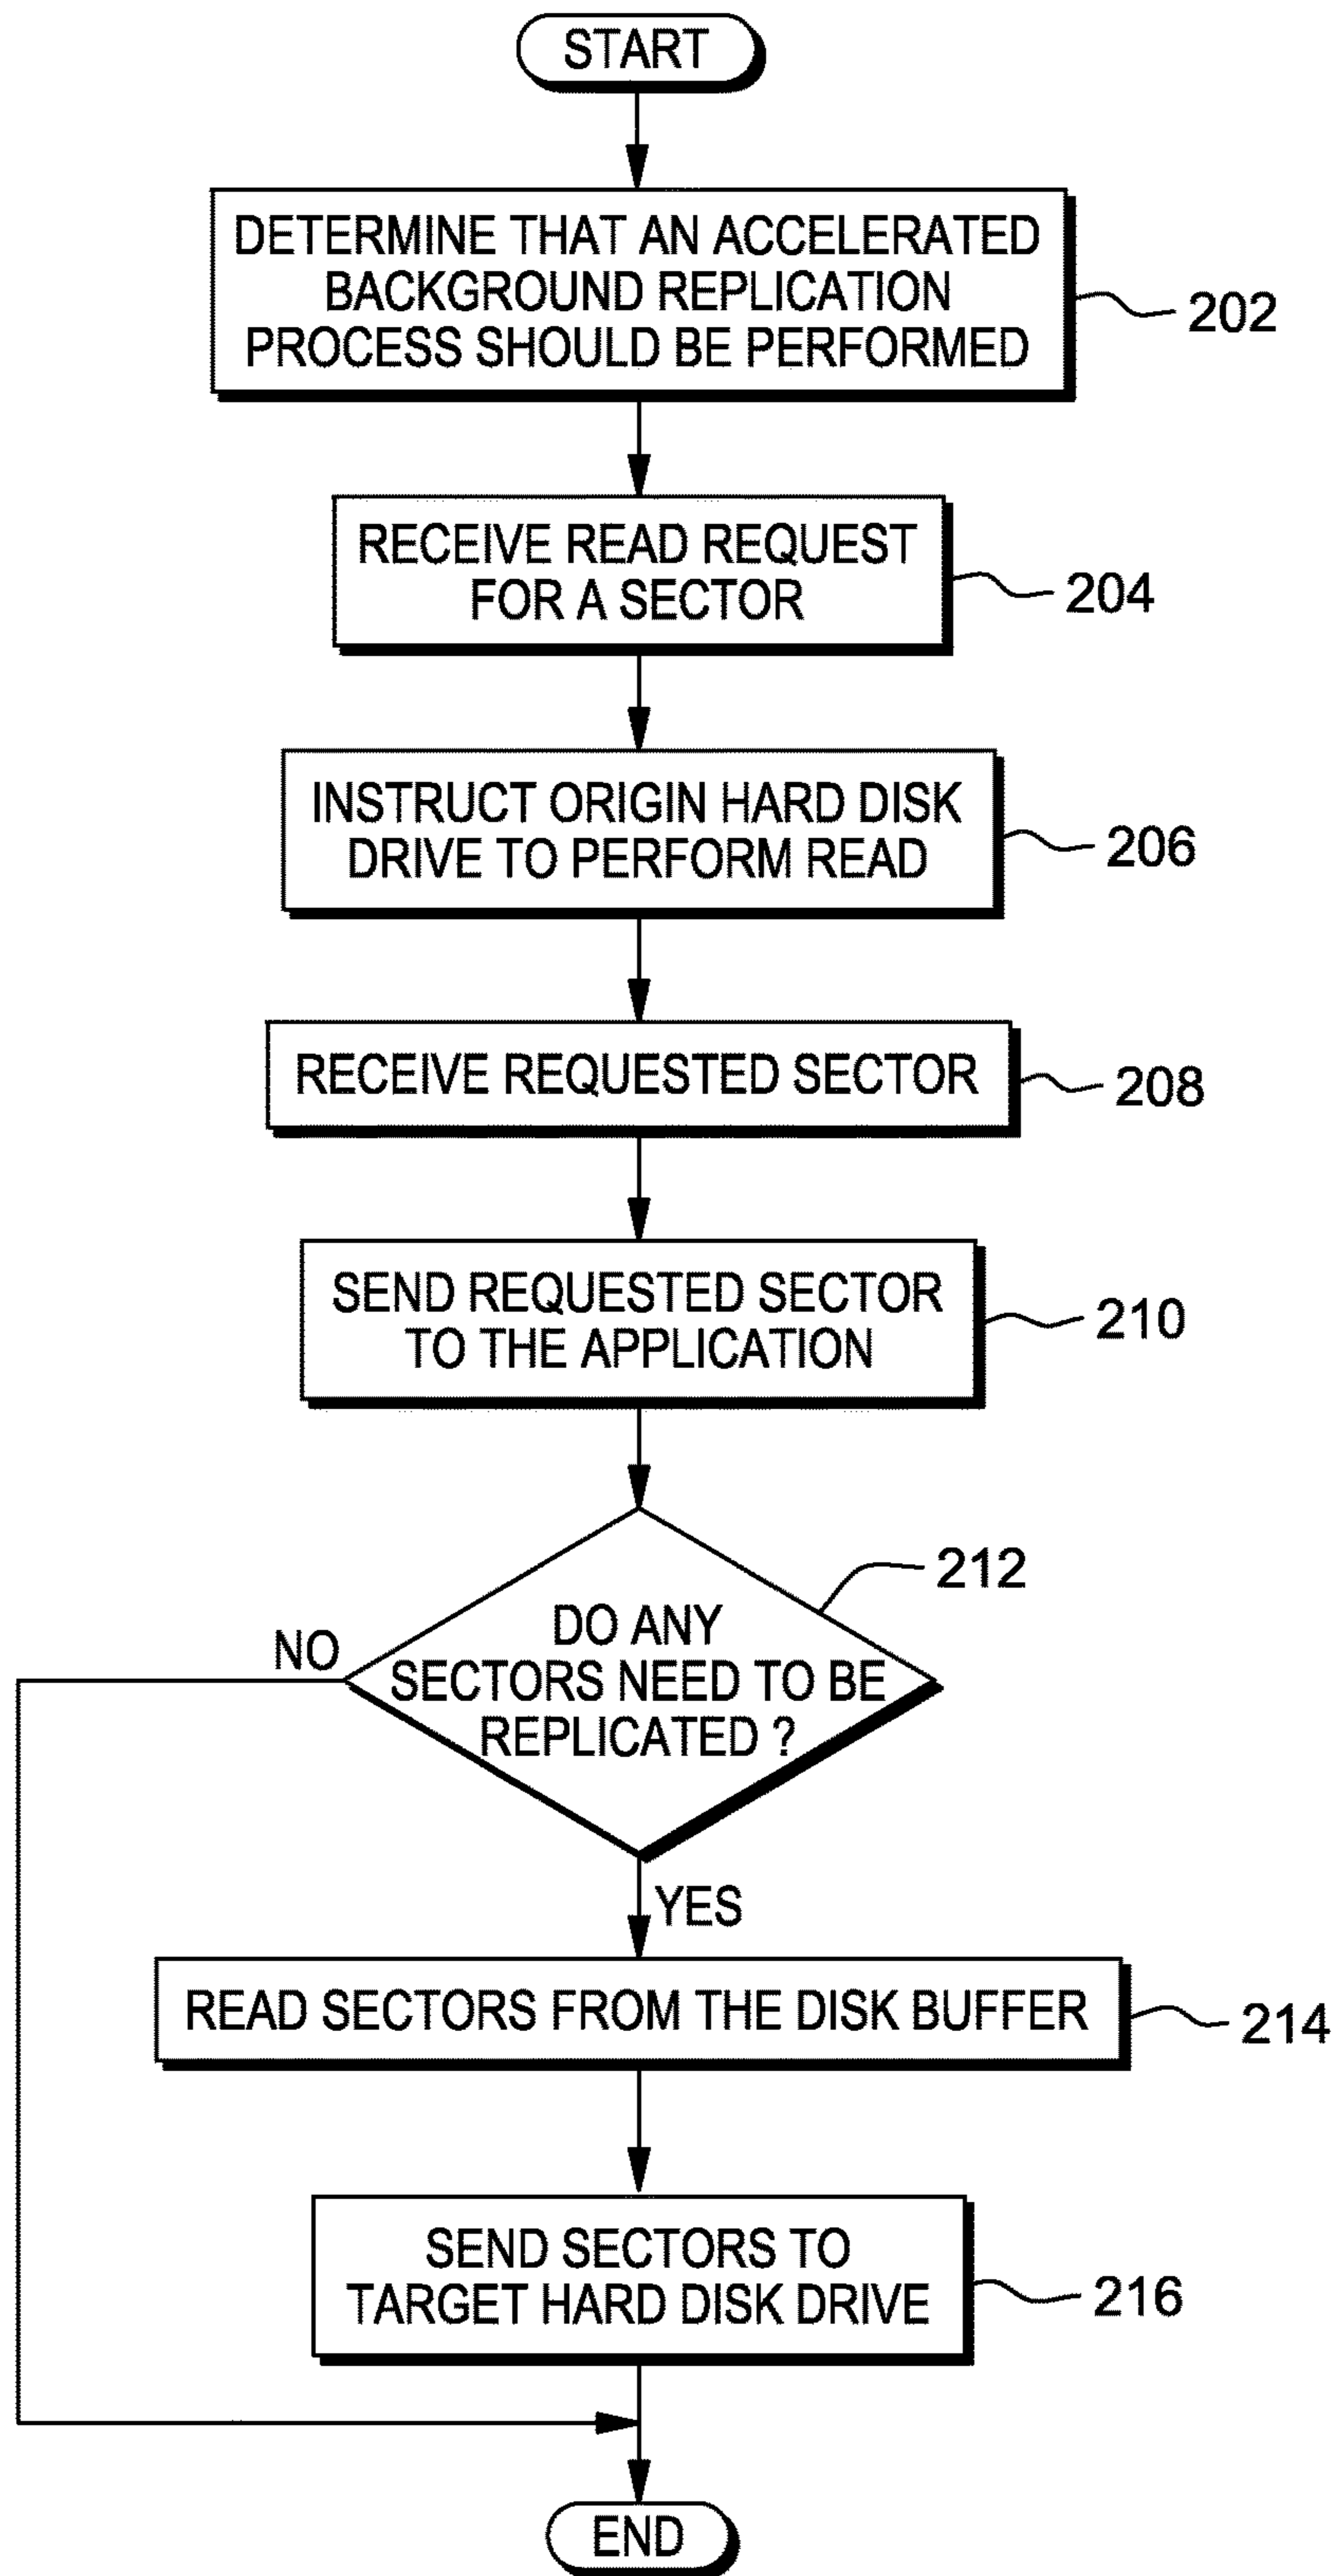 START
DETERMINE THAT AN ACCELERATED
BACKGROUND REPLICATION
PROCESS SHOULD BE PERFORMED
202
RECEIVE READ REQUEST
FOR A SECTOR
204
INSTRUCT ORIGIN HARD DISK
DRIVE TO PERFORM READ
206
RECEIVE REQUESTED SECTOR
208
SEND REQUESTED SECTOR
TO THE APPLICATION
210
212
DO ANY
SECTORS NEED TO BE
REPLICATED ?
NO
YES
READ SECTORS FROM THE DISK BUFFER
214
SEND SECTORS TO
TARGET HARD DISK DRIVE
216
END